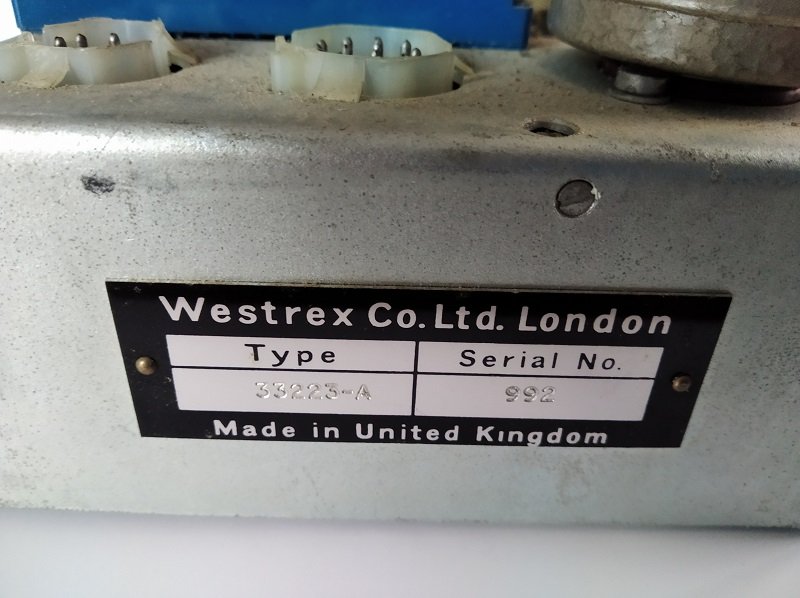 Westrex Co. Ltd. London
Type Serial No.
33223-A 992
Made in United Kingdom